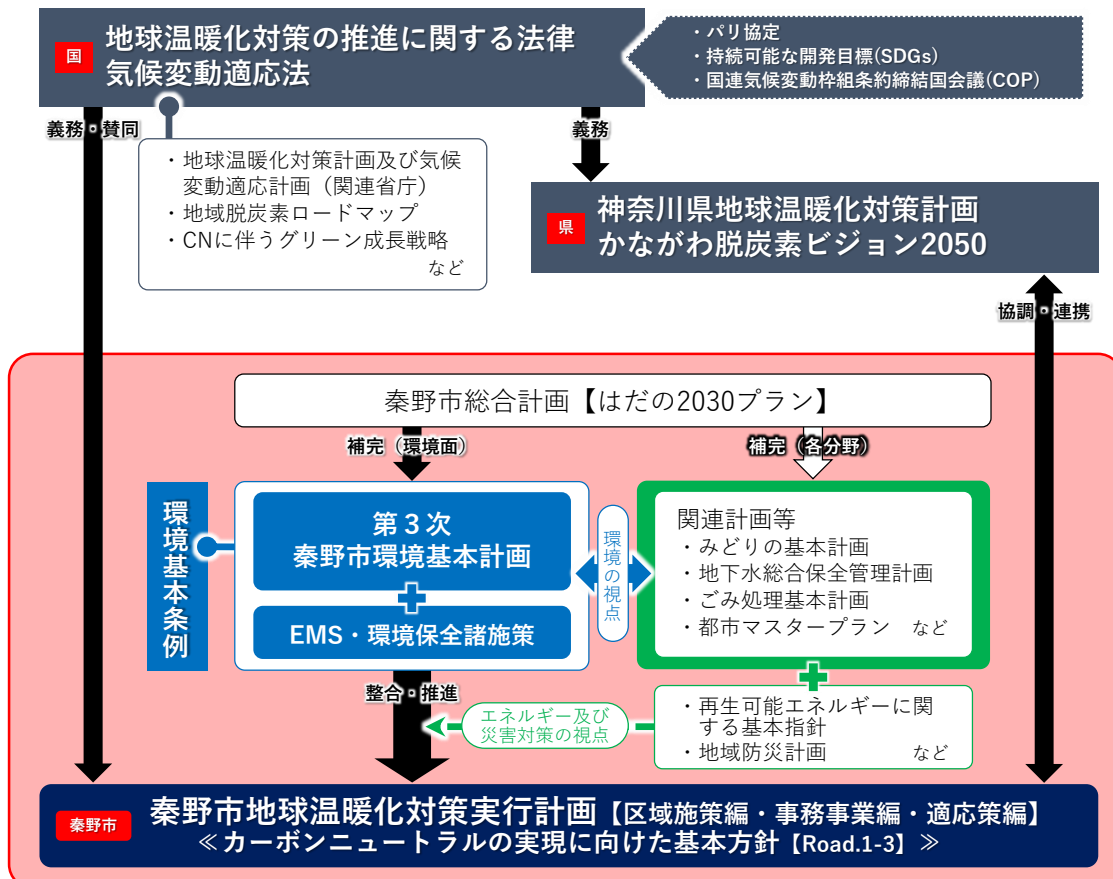 国
地球温暖化対策の推進に関する法律
気候変動適応法
・パリ協定
・持続可能な開発目標(SDGs)
・国連気候変動枠組条約締結国会議(COP)
義務・賛同
義務
・地球温暖化対策計画及び気候
変動適応計画（関連省庁）
・地域脱炭素ロードマップ
・CNに伴うグリーン成長戦略
など
県
神奈川県地球温暖化対策計画
かながわ脱炭素ビジョン2050
協調・連携
秦野市総合計画【はだの2030プラン】
補完（環境面）
補完（各分野）
環境基本条例
第３次
秦野市環境基本計画
EMS・環境保全諸施策
環境の視点
関連計画等
・みどりの基本計画
・地下水総合保全管理計画
・ごみ処理基本計画
・都市マスタープラン　など
整合・推進
エネルギー及び
災害対策の視点
・再生可能エネルギーに関
する基本指針
・地域防災計画　など
秦野市
秦野市地球温暖化対策実行計画【区域施策編・事務事業編・適応策編】
≪カーボンニュートラルの実現に向けた基本方針【Road.1-3】≫